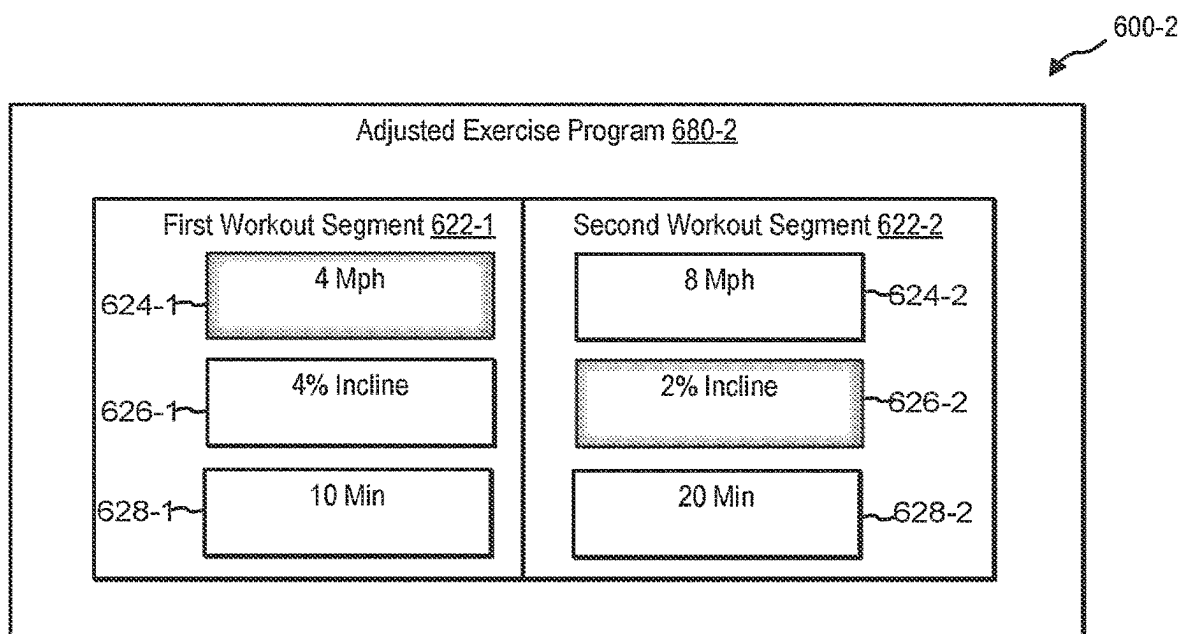 600-2
Adjusted Exercise Program 680-2
First Workout Segment 622-1
Second Workout Segment 622-2
4 Mph
8 Mph
624-1
624-2
4% Incline
2% Incline
626-1
626-2
10 Min
20 Min
628-1
628-2